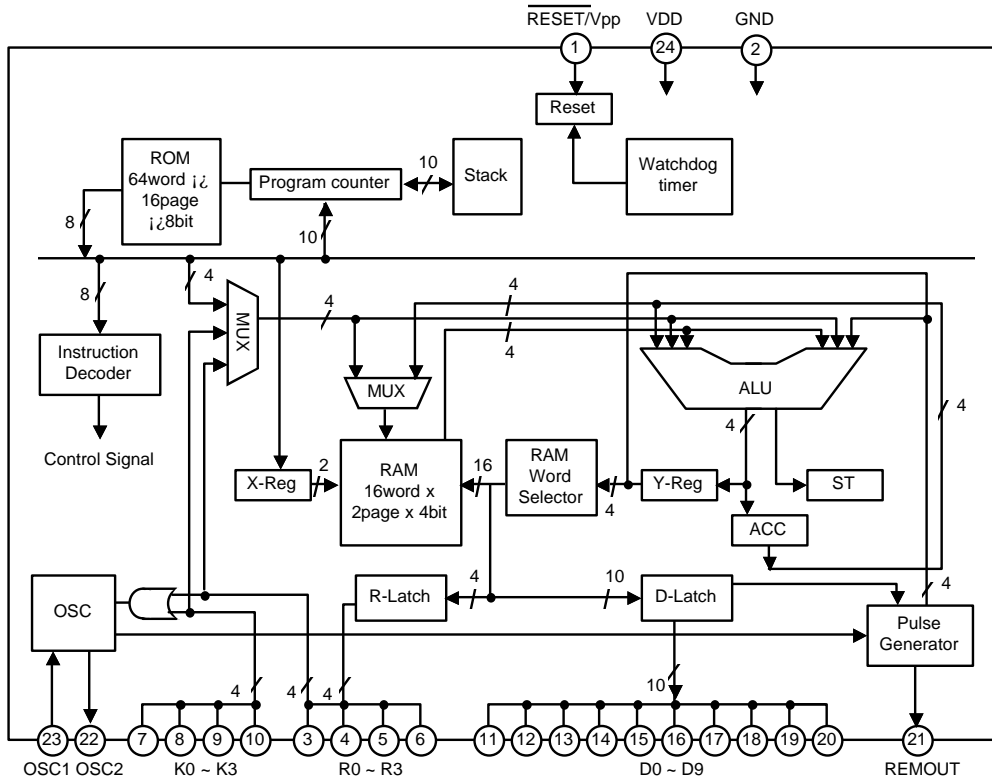 RESET/Vpp VDD GND
1 24 2
Reset
ROM
64word ¡¿
16page
¡¿8bit
Program counter
10
Stack
Watchdog
timer
8
10
8
4
MUX
4
4
4
Instruction
Decoder
MUX
ALU
4
4
Control Signal
X-Reg
2
RAM
16word x
2page x 4bit
16
RAM
Word
Selector
4
Y-Reg
ST
ACC
OSC
R-Latch
4
10
D-Latch
4
Pulse
Generator
4
4
4
10
23 22 7 8 9 10 3 4 5 6 11 12 13 14 15 16 17 18 19 20 21
OSC1 OSC2 K0 ~ K3 R0 ~ R3 D0 ~ D9 REMOUT